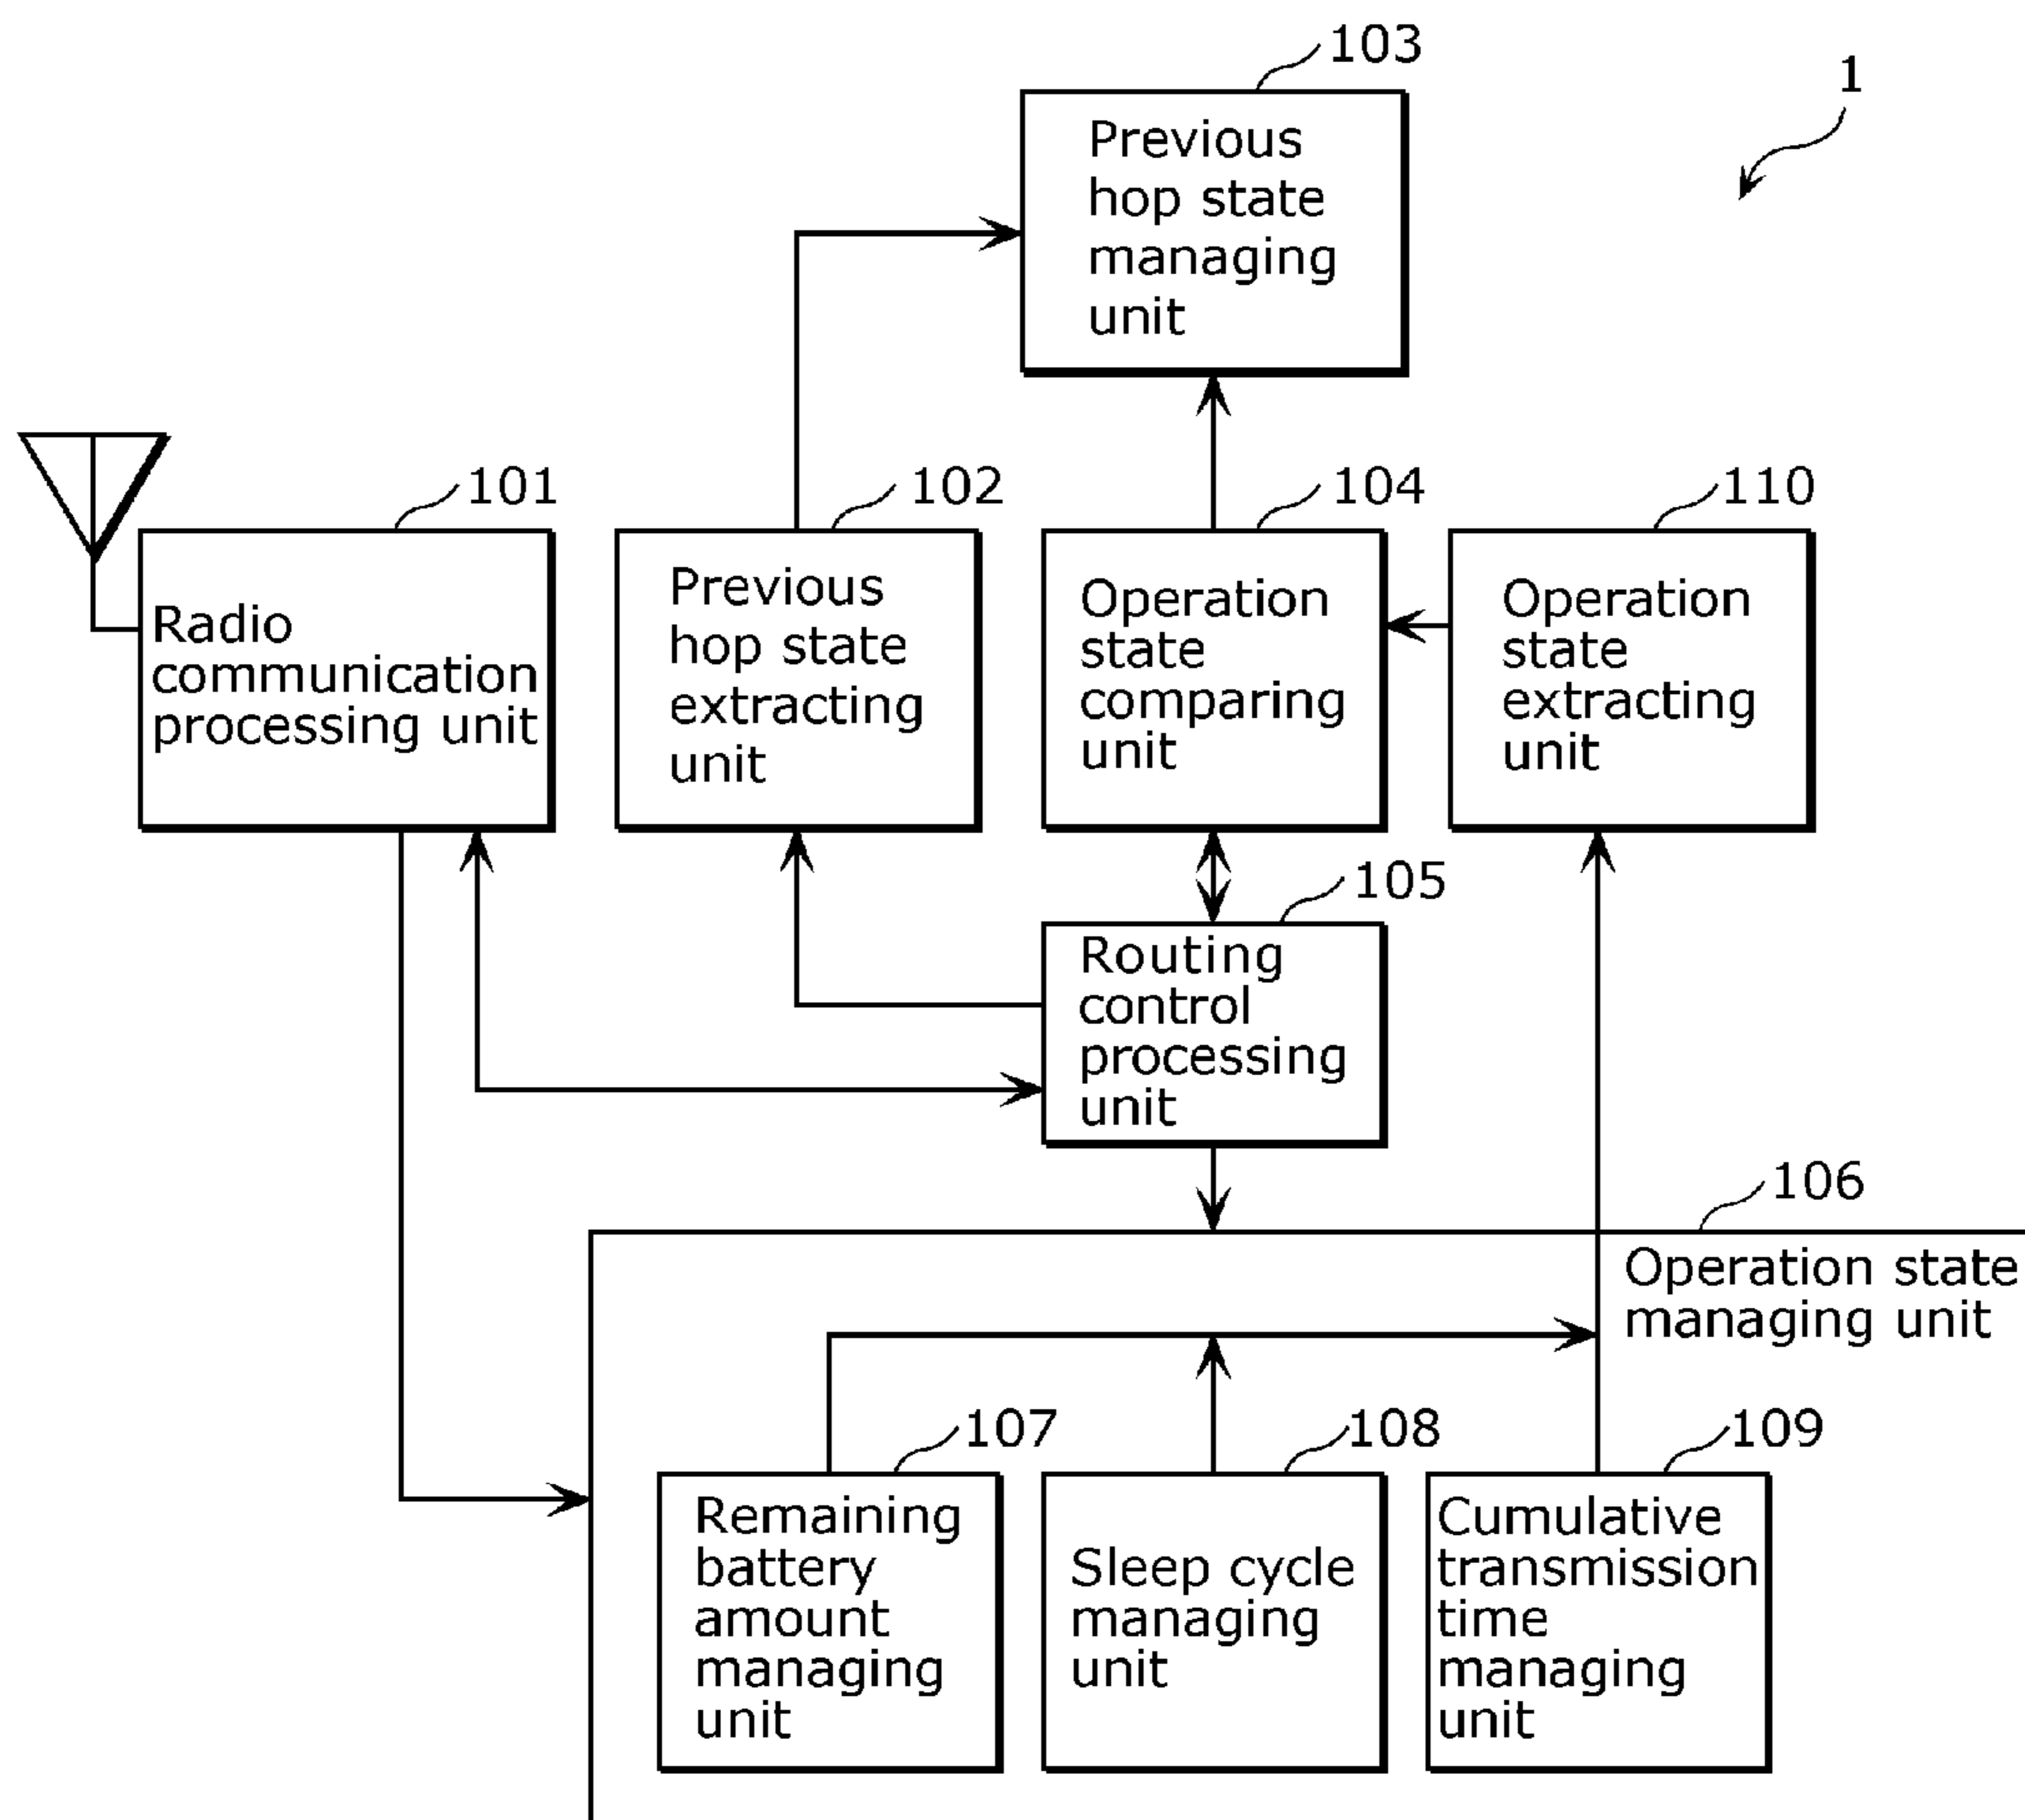 103
1
Previous
hop state
managing
unit
101
102
104
110
Radio
communication
processing unit
Previous
hop state
extracting
unit
Operation
state
comparing
unit
Operation
state
extracting
unit
105
Routing
control
processing
unit
106
Operation state
managing unit
107
108
109
Remaining
battery
amount
managing
unit
Sleep cycle
managing
unit
Cumulative
transmission
time
managing
unit